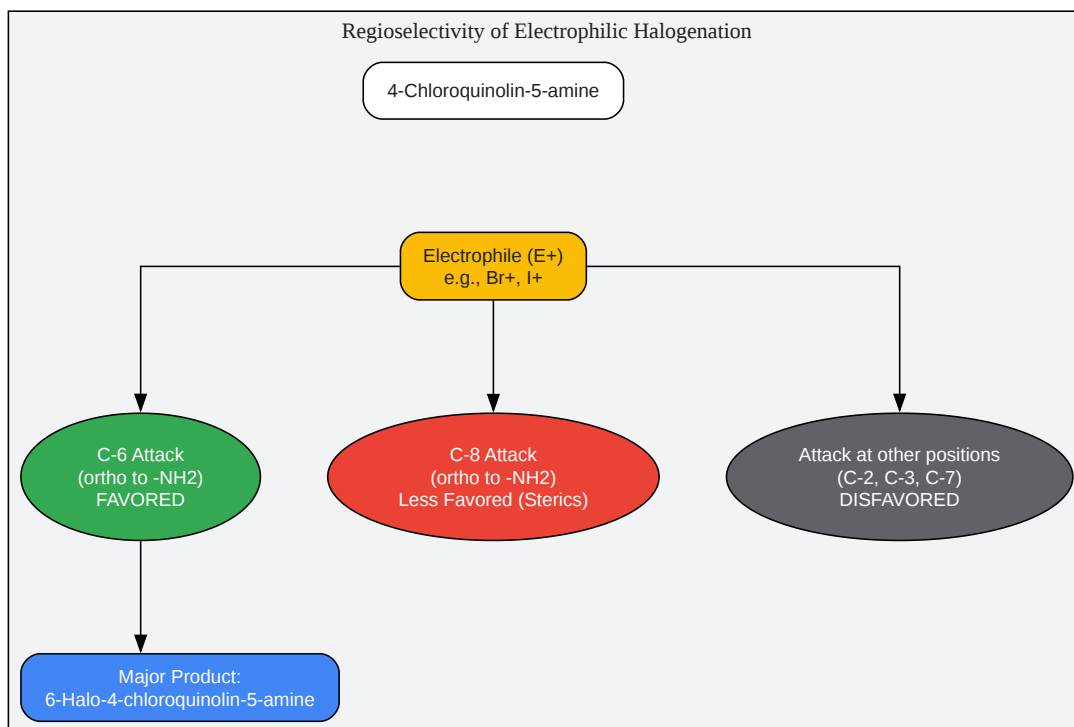 Regioselectivity of Electrophilic Halogenation
4-Chloroquinolin-5-amine
Electrophile (E+)
e.g., Br+, I+
C-6 Attack
(ortho to -NH2)
FAVORED
C-8 Attack
(ortho to -NH2)
Less Favored (Sterics)
Attack at other positions
(C-2, C-3, C-7)
DISFAVORED
Major Product:
6-Halo-4-chloroquinolin-5-amine